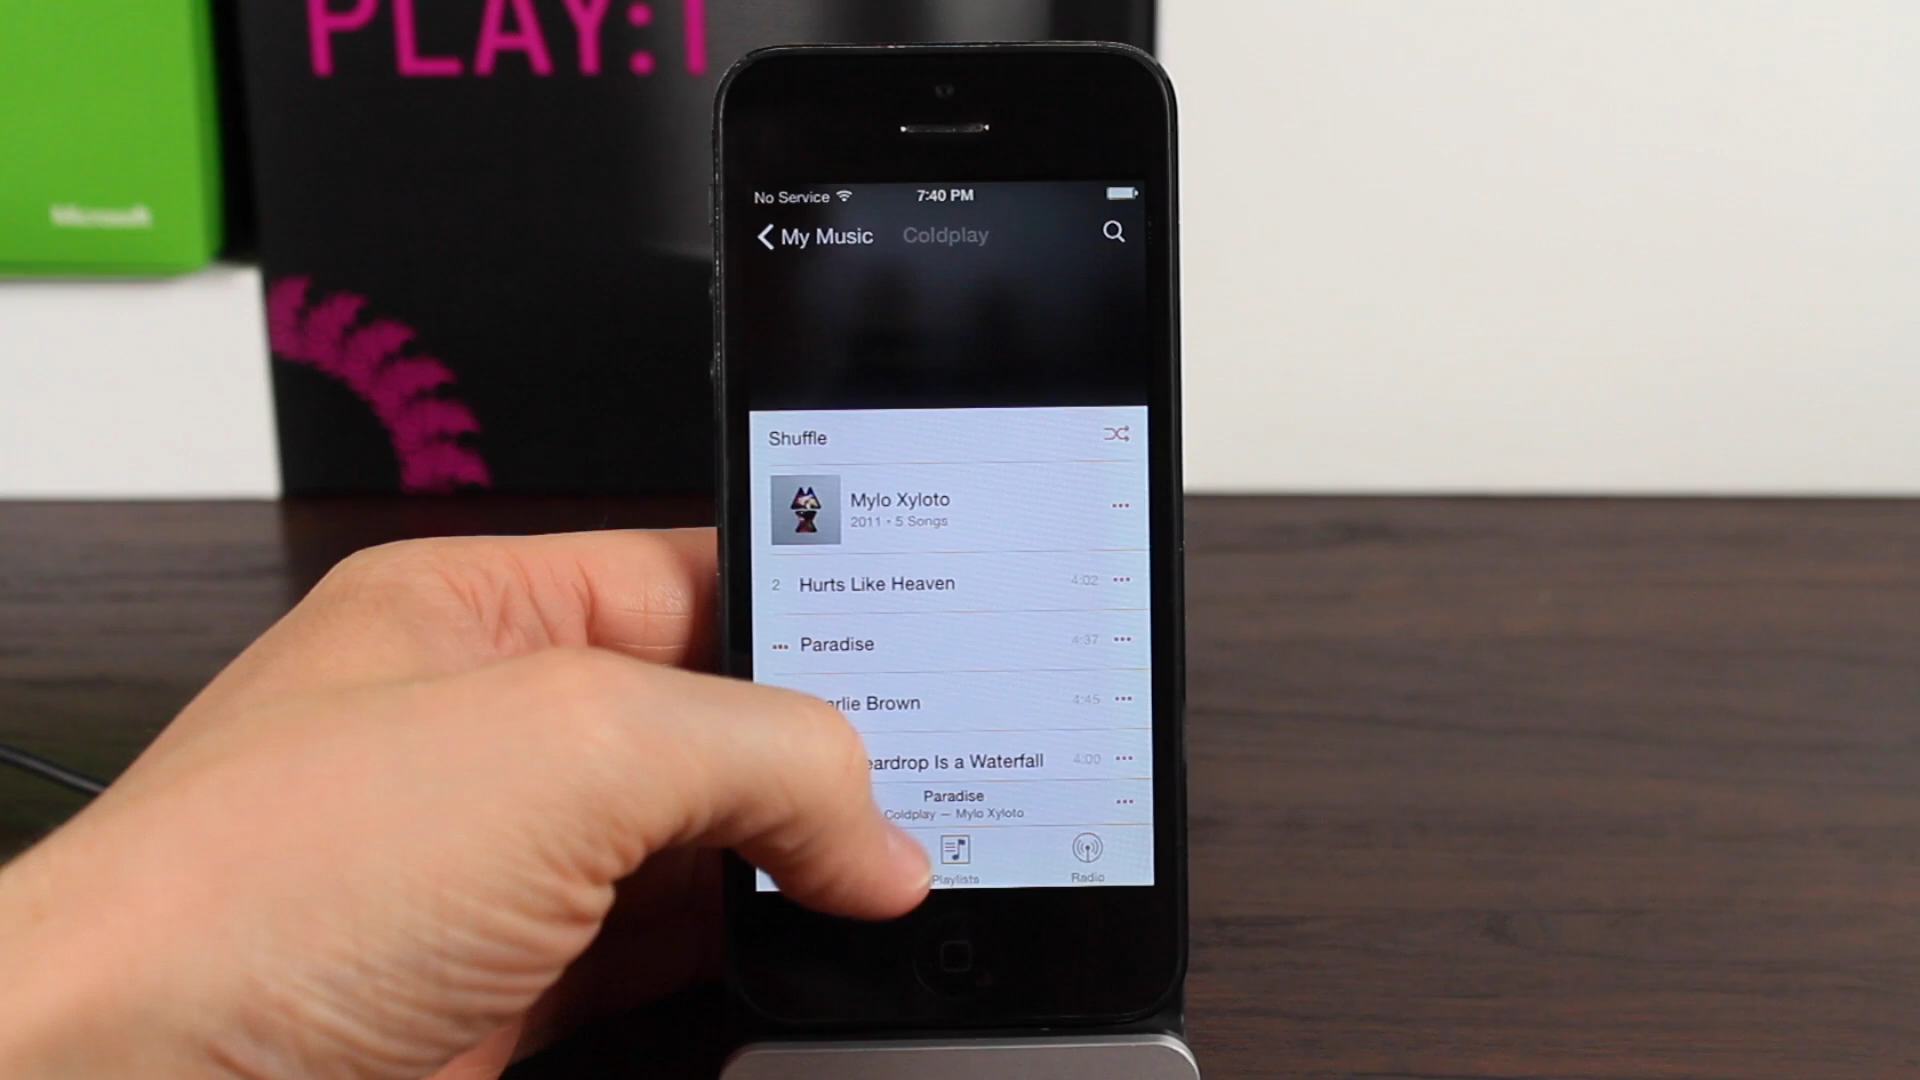 PLAY:1
Microsoft
No Service 7:40 PM
My Music Coldplay
Shuffle
Mylo Xyloto
2011 • 5 Songs
2 Hurts Like Heaven 4:02 •••
Paradise 4:37 •••
arlie Brown 4:45 •••
eardrop Is a Waterfall 4:00 •••
Paradise
Coldplay — Mylo Xyloto
Playlists Radio